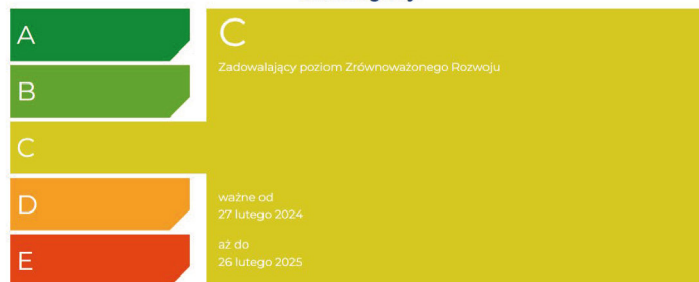 A
B
C
D
E
C
Zadowalający poziom Zrównoważonego Rozwoju
ważne od
27 lutego 2024
aż do
26 lutego 2025